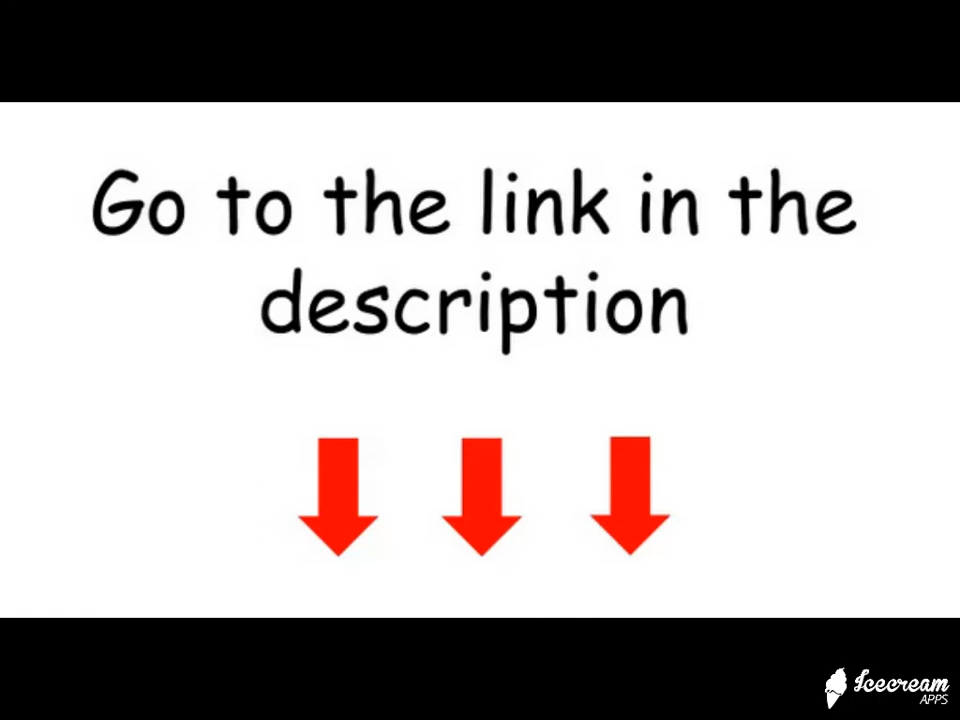 Go to the link in the
description
Icecream
APPS